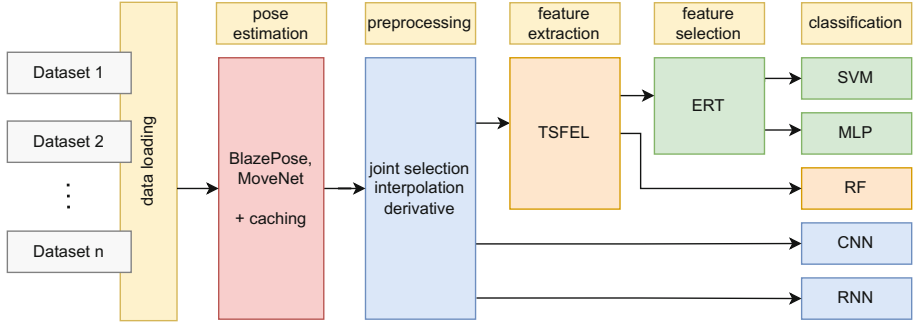 pose
estimation
preprocessing
feature
extraction
feature
selection
classification
Dataset 1
Dataset 2
...
Dataset n
data loading
BlazePose,
MoveNet
+ caching
joint selection
interpolation
derivative
TSFEL
ERT
SVM
MLP
RF
CNN
RNN